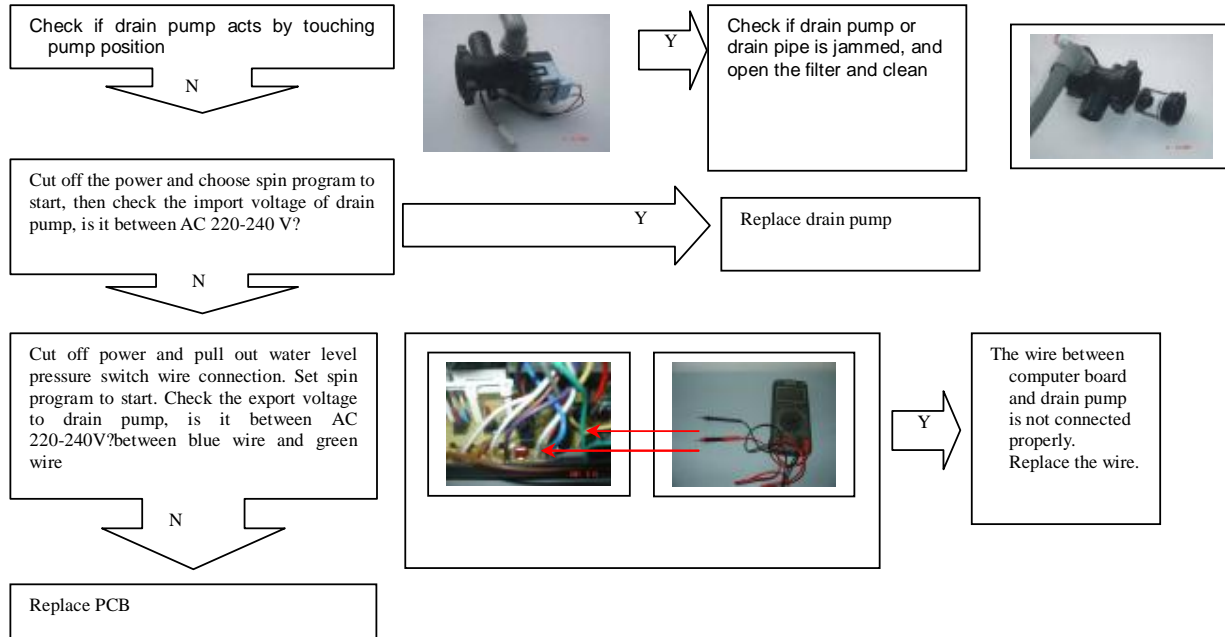 Check if drain pump acts by touching
pump position
Y
Check if drain pump or
drain pipe is jammed, and
open the filter and clean
N
Cut off the power and choose spin program to
start, then check the import voltage of drain
pump, is it between AC 220-240 V?
Y
Replace drain pump
N
Cut off power and pull out water level
pressure switch wire connection. Set spin
program to start. Check the export voltage
to drain pump, is it between AC
220-240V?between blue wire and green
wire
Y
The wire between
computer board
and drain pump
is not connected
properly.
Replace the wire.
N
Replace PCB